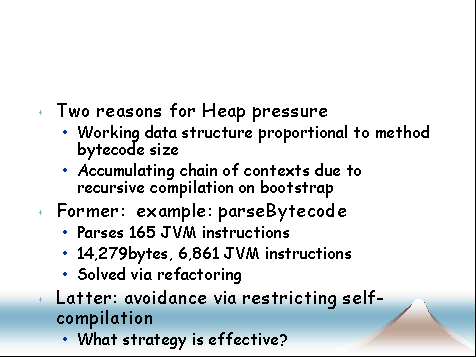 Two reasons for Heap pressure
• Working data structure proportional to method
bytecode size
• Accumulating chain of contexts due to
recursive compilation on bootstrap
Former: example: parseBytecode
• Parses 165 JVM instructions
• 14,279bytes, 6,861 JVM instructions
• Solved via refactoring
Latter: avoidance via restricting self-
compilation
• What strategy is effective?